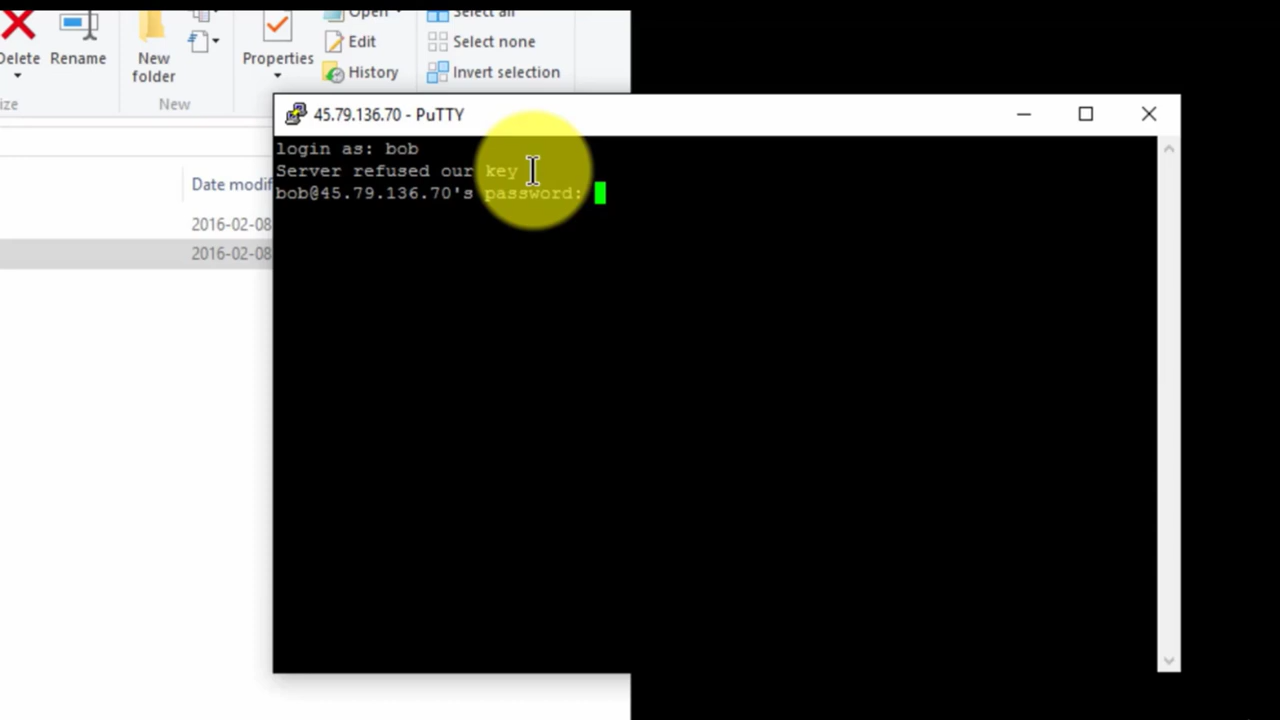 Open
Select all
Delete
Rename
New
folder
Properties
Edit
Select none
History
Invert selection
ize
New
45.79.136.70 - PuTTY
login as: bob
Server refused our key
bob@45.79.136.70's password:
Date modif
2016-02-08
2016-02-08